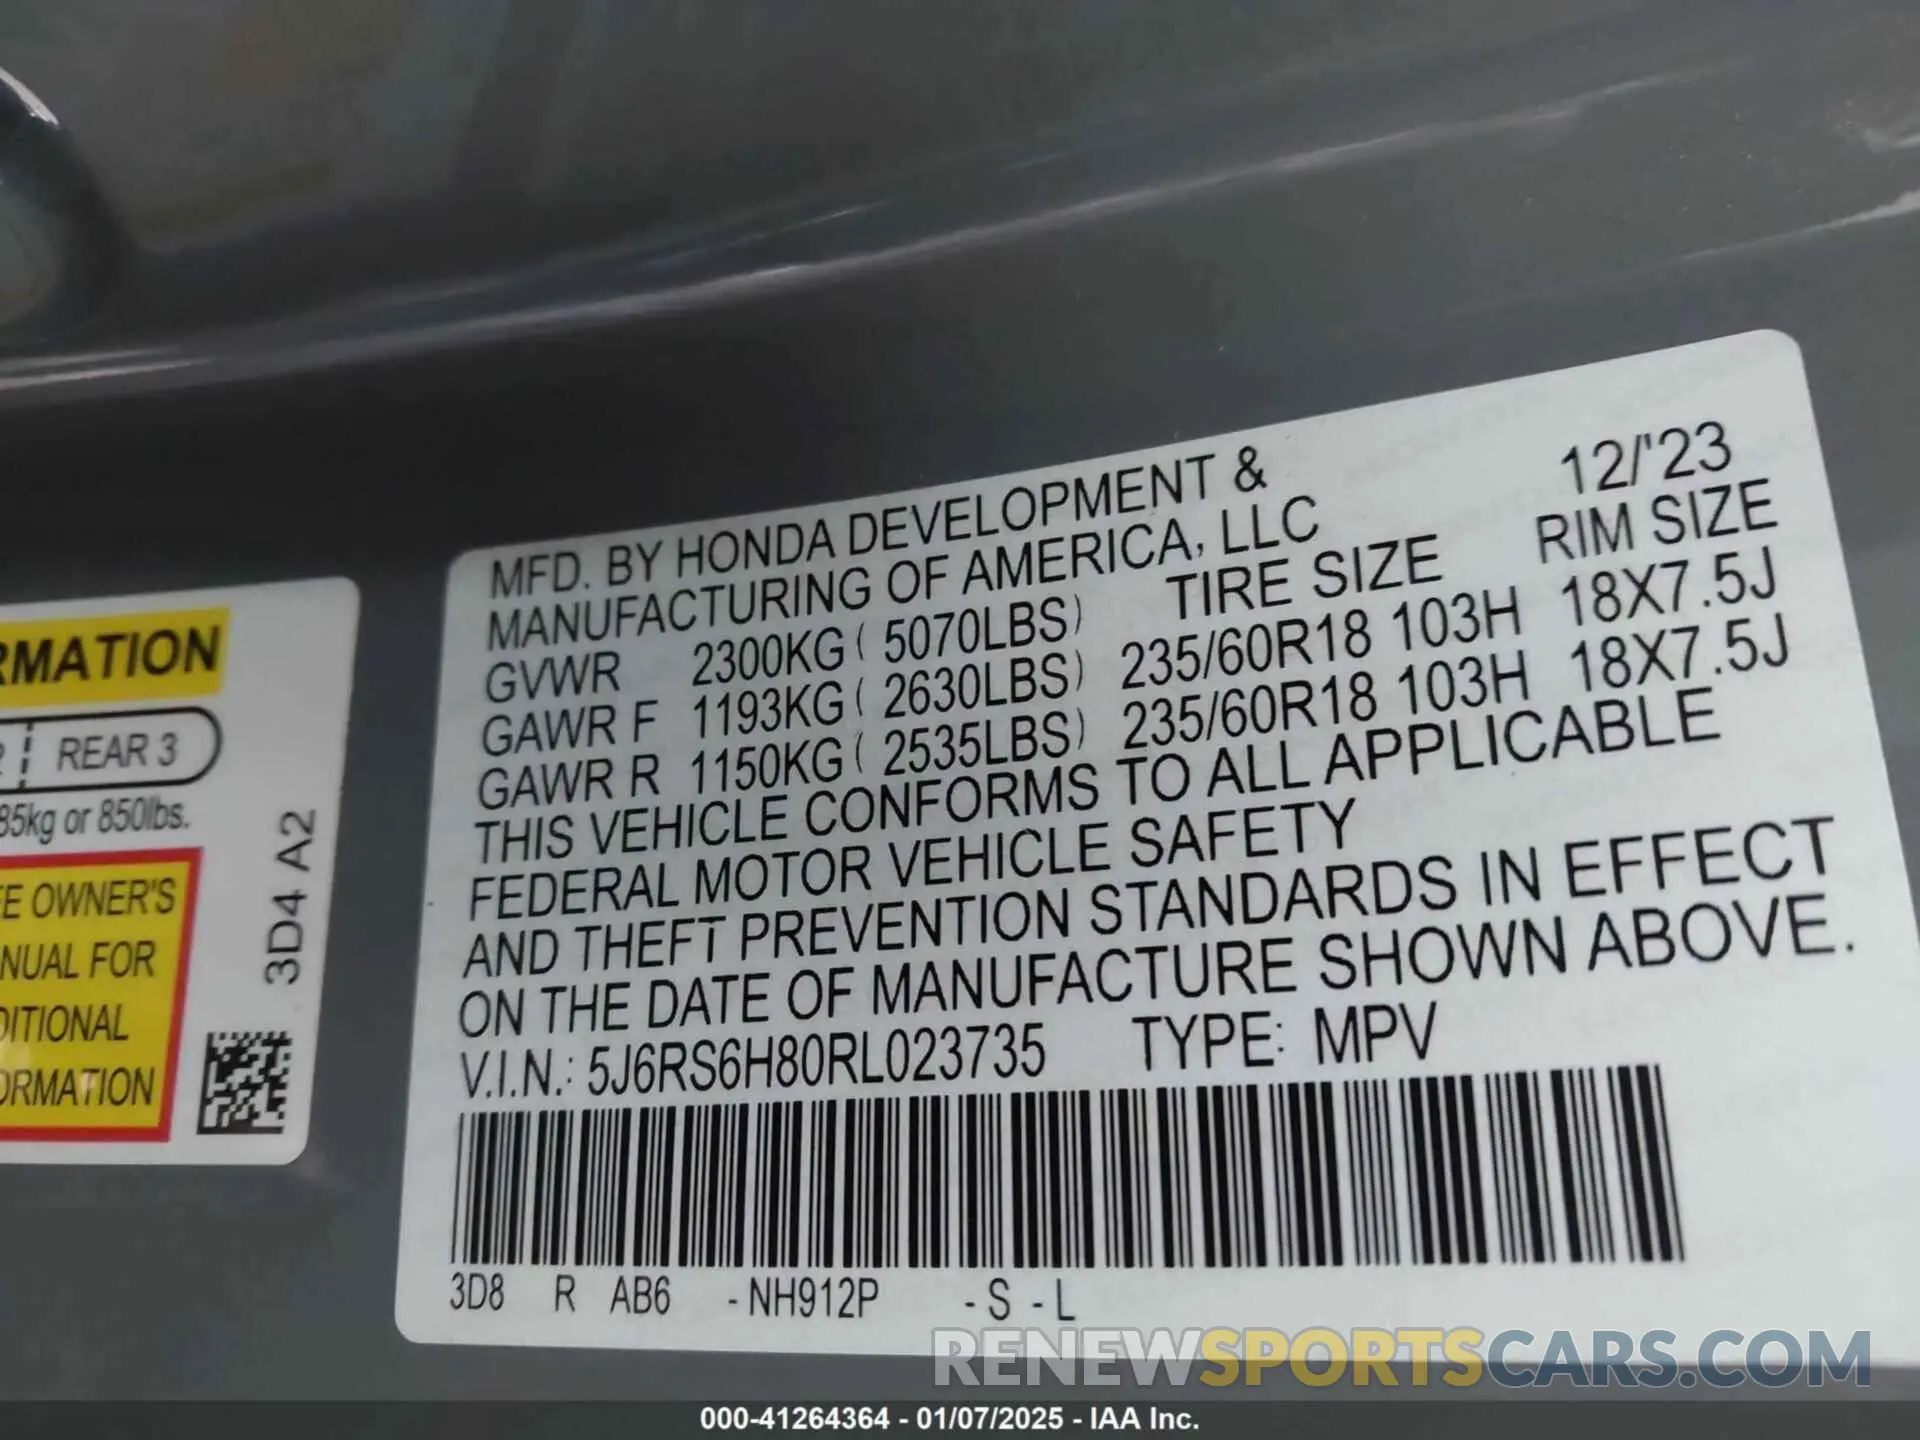 RMATION
REAR 3
85kg or 850lbs.
E OWNER'S
NUAL FOR
DITIONAL
ORMATION
3D4 A2
MFD. BY HONDA DEVELOPMENT &
MANUFACTURING OF AMERICA, LLC
12/'23
GVWR 2300KG ( 5070LBS) TIRE SIZE RIM SIZE
GAWR F 1193KG ( 2630LBS) 235/60R18 103H 18X7.5J
GAWR R 1150KG ( 2535LBS) 235/60R18 103H 18X7.5J
THIS VEHICLE CONFORMS TO ALL APPLICABLE
FEDERAL MOTOR VEHICLE SAFETY
AND THEFT PREVENTION STANDARDS IN EFFECT
ON THE DATE OF MANUFACTURE SHOWN ABOVE.
V.I.N.: 5J6RS6H80RL023735 TYPE: MPV
3D8 R AB6 -NH912P -S -L
RENEWSPORTSCARS.COM
000-41264364 - 01/07/2025 - IAA Inc.